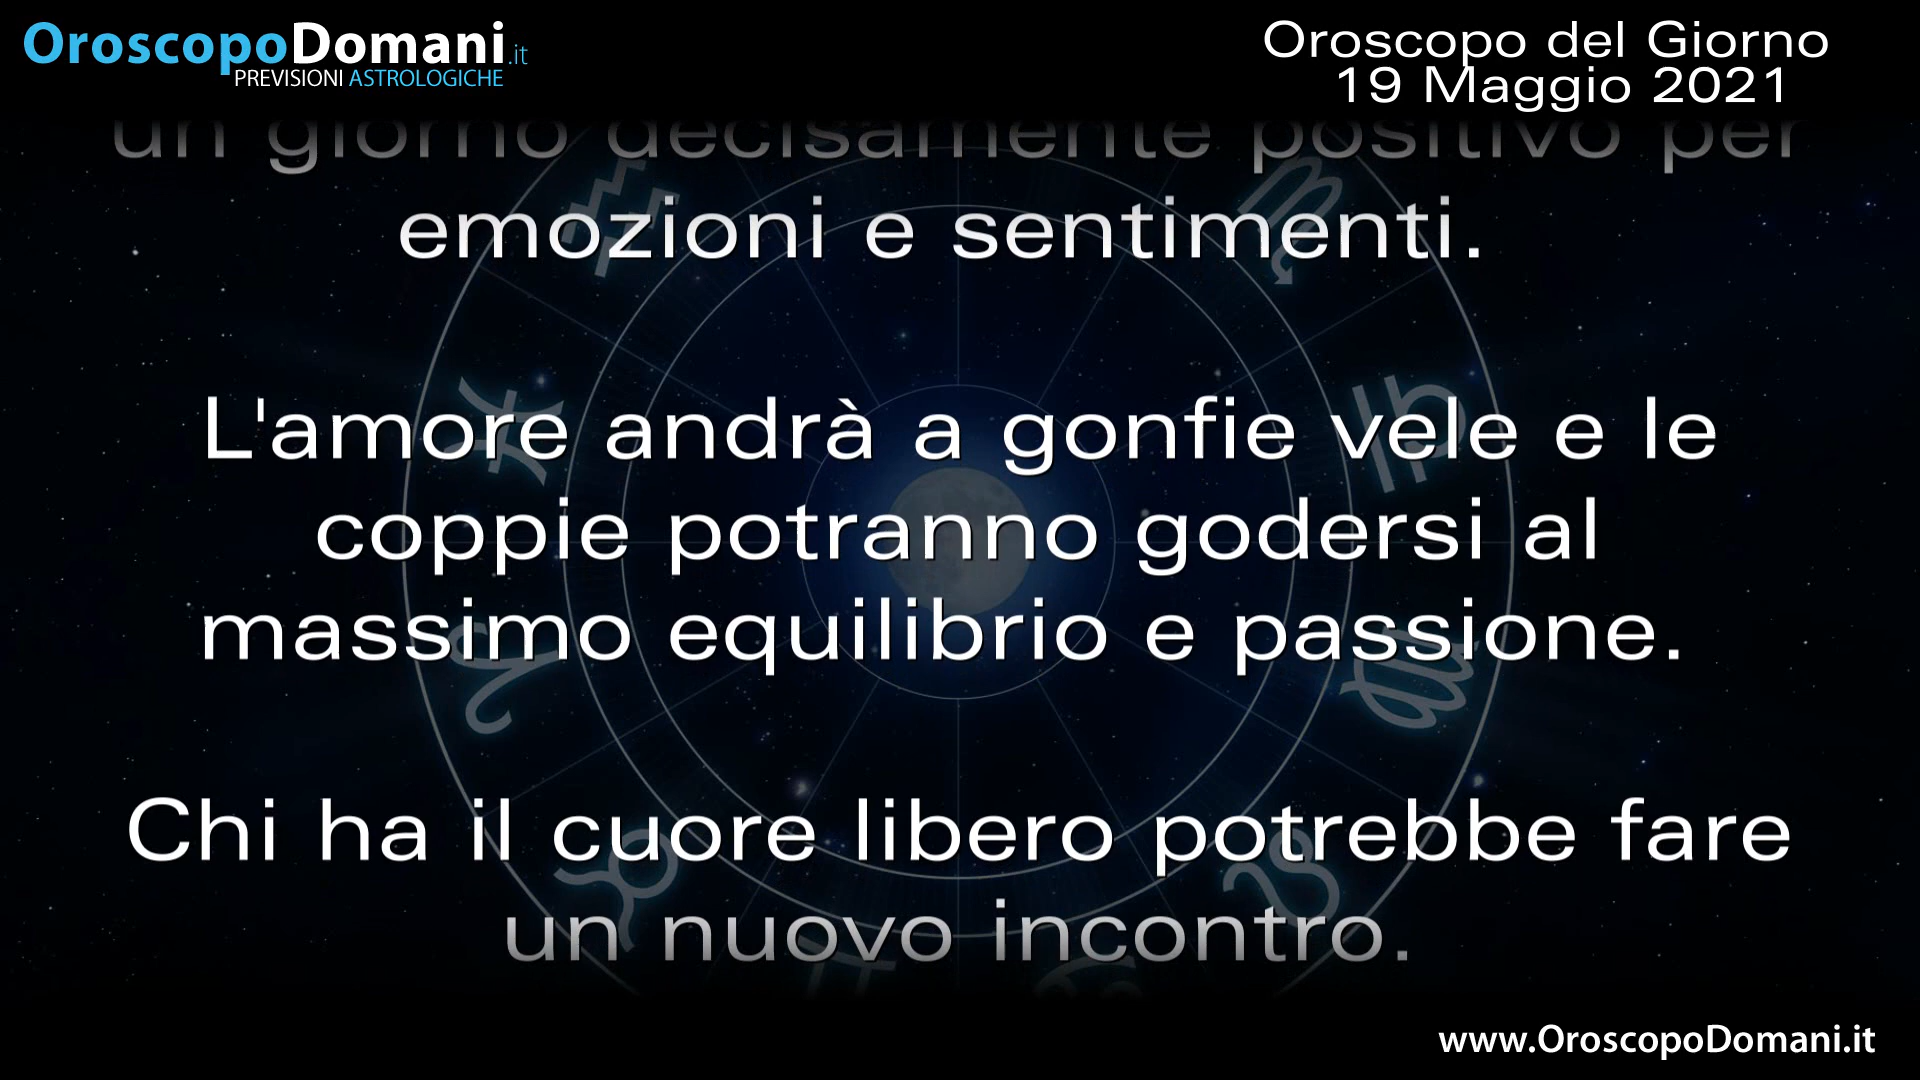 OroscopoDomani.it
PREVISIONI ASTROLOGICHE
Oroscopo del Giorno
19 Maggio 2021
un giorno decisamente positivo per
emozioni e sentimenti.
L'amore andrà a gonfie vele e le
coppie potranno godersi al
massimo equilibrio e passione.
Chi ha il cuore libero potrebbe fare
un nuovo incontro.
www.OroscopoDomani.it